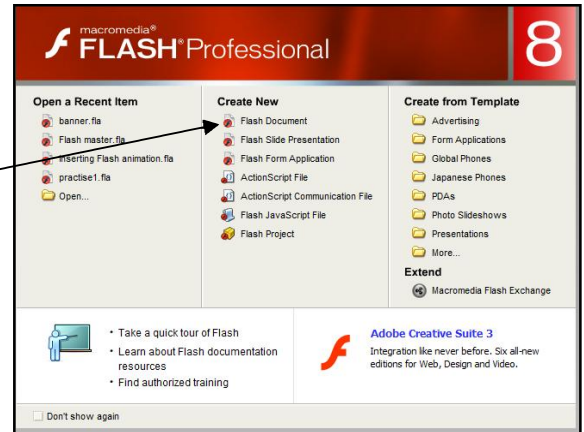 macromedia®
FLASH® Professional
8
Open a Recent Item
banner.fla
Flash master.fla
inserting Flash animation.fla
practise1.fla
Open...
Create New
Flash Document
Flash Slide Presentation
Flash Form Application
ActionScript File
ActionScript Communication File
Flash JavaScript File
Flash Project
Create from Template
Advertising
Form Applications
Global Phones
Japanese Phones
PDAs
Photo Slideshows
Presentations
More...
Extend
Macromedia Flash Exchange
• Take a quick tour of Flash
• Learn about Flash documentation
resources
• Find authorized training
Adobe Creative Suite 3
Integration like never before. Six all-new
editions for Web, Design and Video.
Don't show again